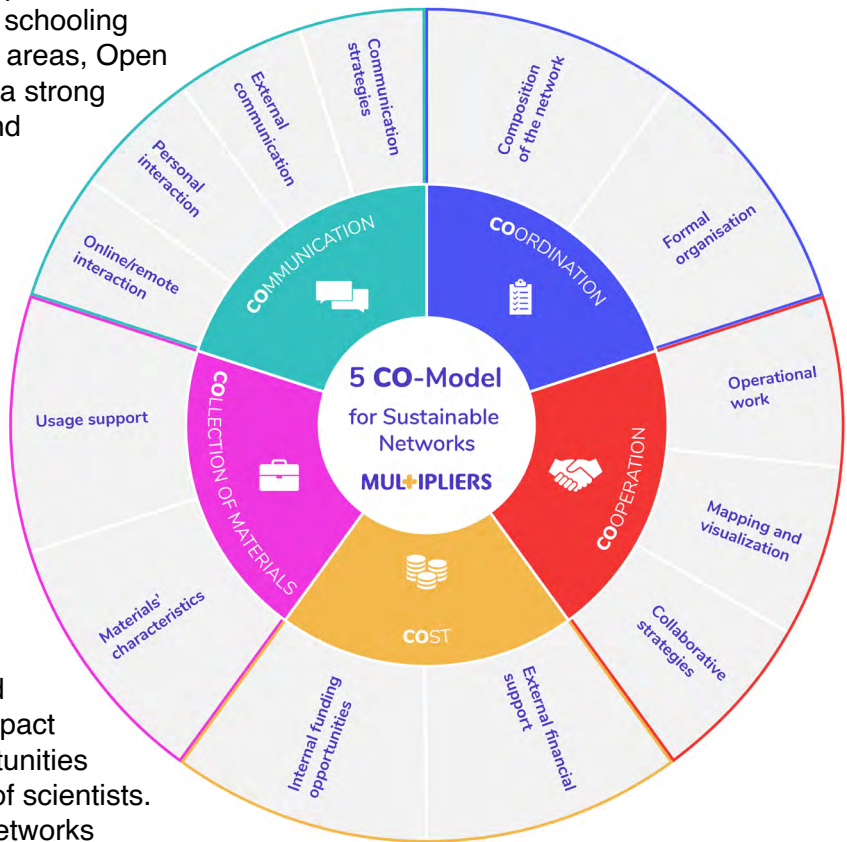 schooling
areas, Open
a strong
nd
Communication
strategies
External
communication
Personal
interaction
Online/remote
interaction
Composition
of the network
Formal
organisation
COMMUNICATION
COORDINATION
5 CO-Model
for Sustainable
Networks
MULTIPLIERS
Operational
work
Mapping and
visualization
Collaborative
strategies
COOPERATION
Usage support
Materials'
characteristics
COLLECTION OF MATERIALS
COST
Internal funding
opportunities
External financial
support
d
pact
rtunities
of scientists.
etworks